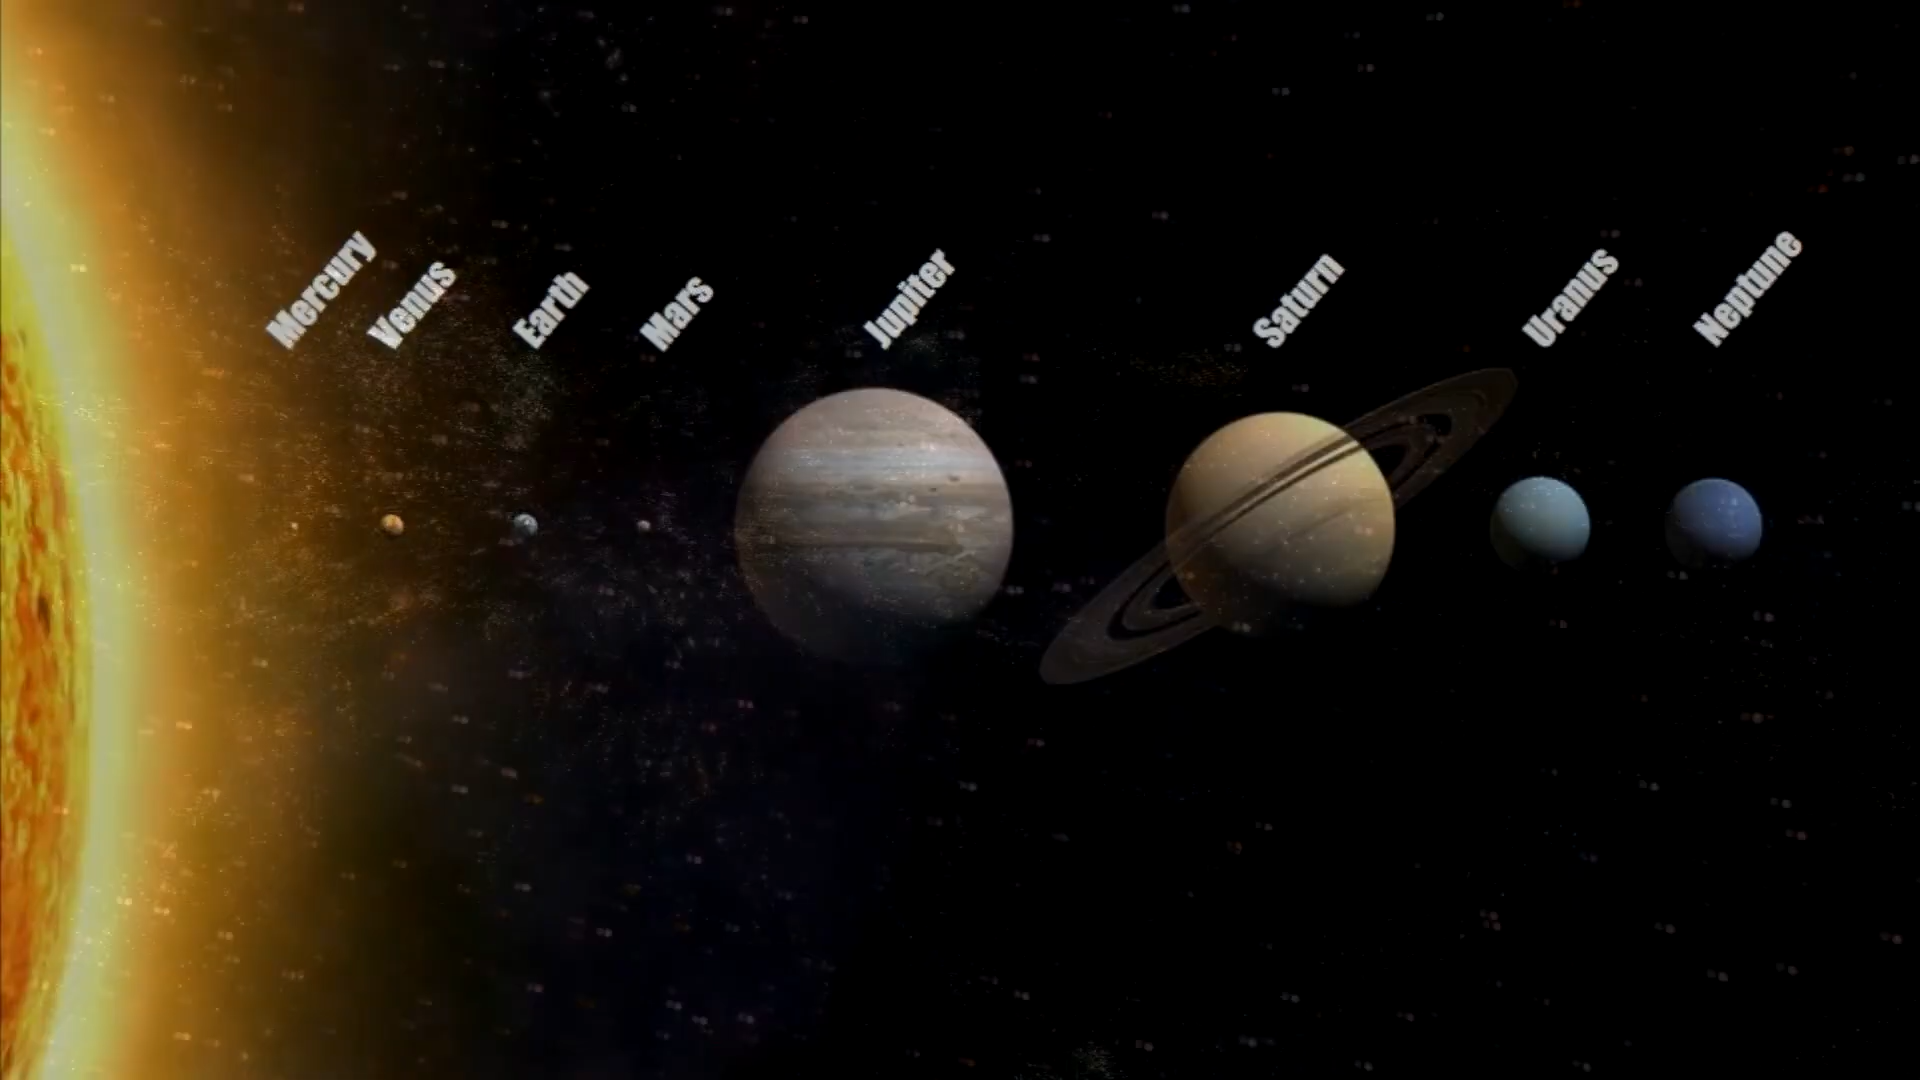 Mercury
Venus
Earth
Mars
Jupiter
Saturn
Uranus
Neptune